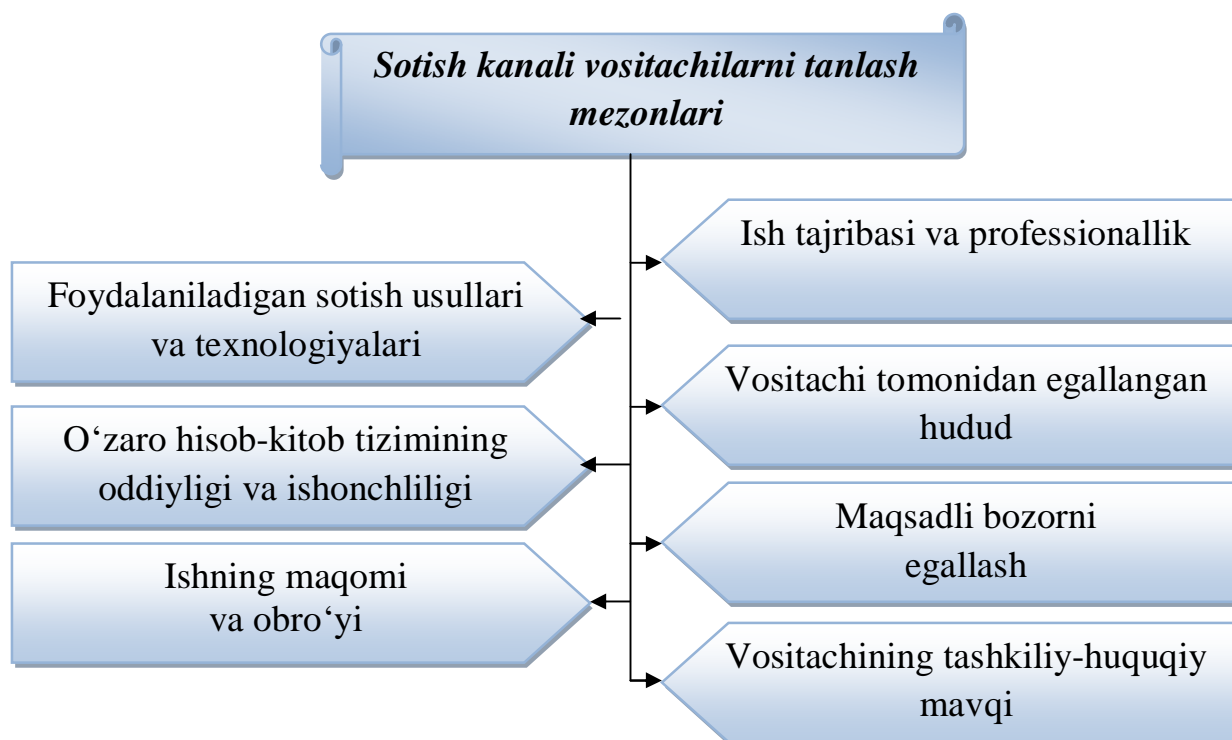 Sotish kanali vositachilarni tanlash
mezonlari
Ish tajribasi va professionallik
Foydalaniladigan sotish usullari
va texnologiyalari
Vositachi tomonidan egallangan
hudud
O‘zaro hisob-kitob tizimining
oddiyligi va ishonchliligi
Maqsadli bozorni
egallash
Ishning maqomi
va obro‘yi
Vositachining tashkiliy-huquqiy
mavqi